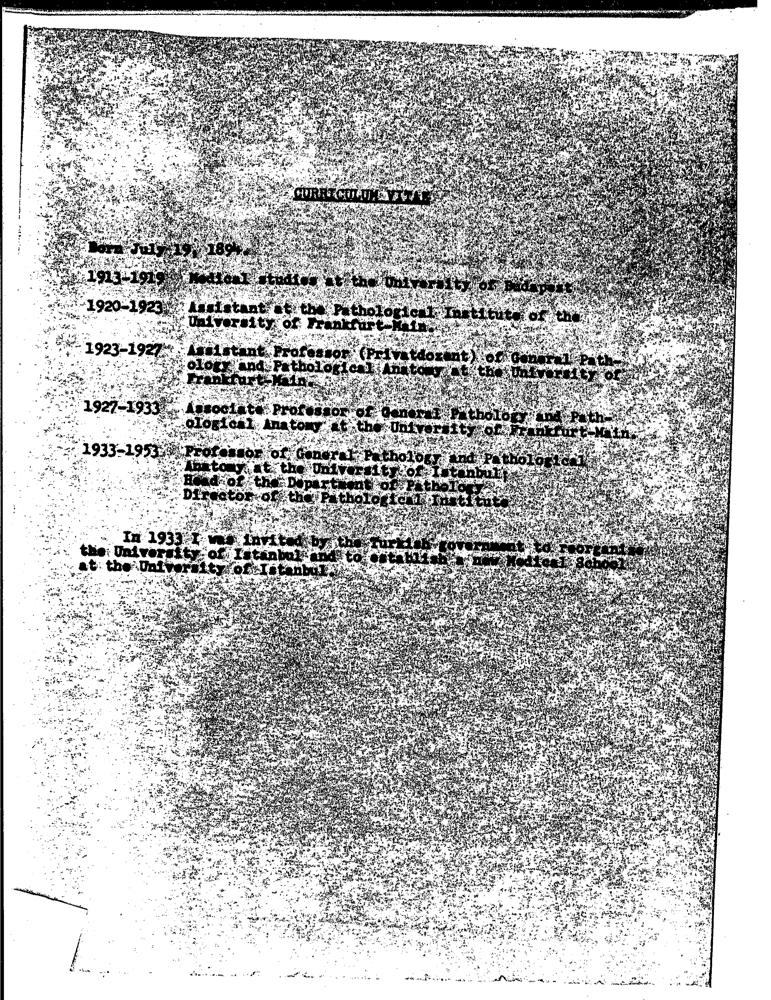 CURRICULUM VITAE
Born July 19, 1894.
1913-1919 Medical studies at the University of Budapest
1920-1923 Assistant at the Pathological Institute of the
University of Frankfurt-Main.
1923-1927 Assistant Professor (Privatdozent) of General Path-
ology and Pathological Anatomy at the University of
Frankfurt-Main.
1927-1933 Associate Professor of General Pathology and Path-
ological Anatomy at the University of Frankfurt-Main.
1933-1953 Professor of General Pathology and Pathological
Anatomy at the University of Istanbul;
Head of the Department of Pathology
Director of the Pathological Institute
In 1933 I was invited by the Turkish government to reorganize
the University of Istanbul and to establish a new Medical School
at the University of Istanbul.